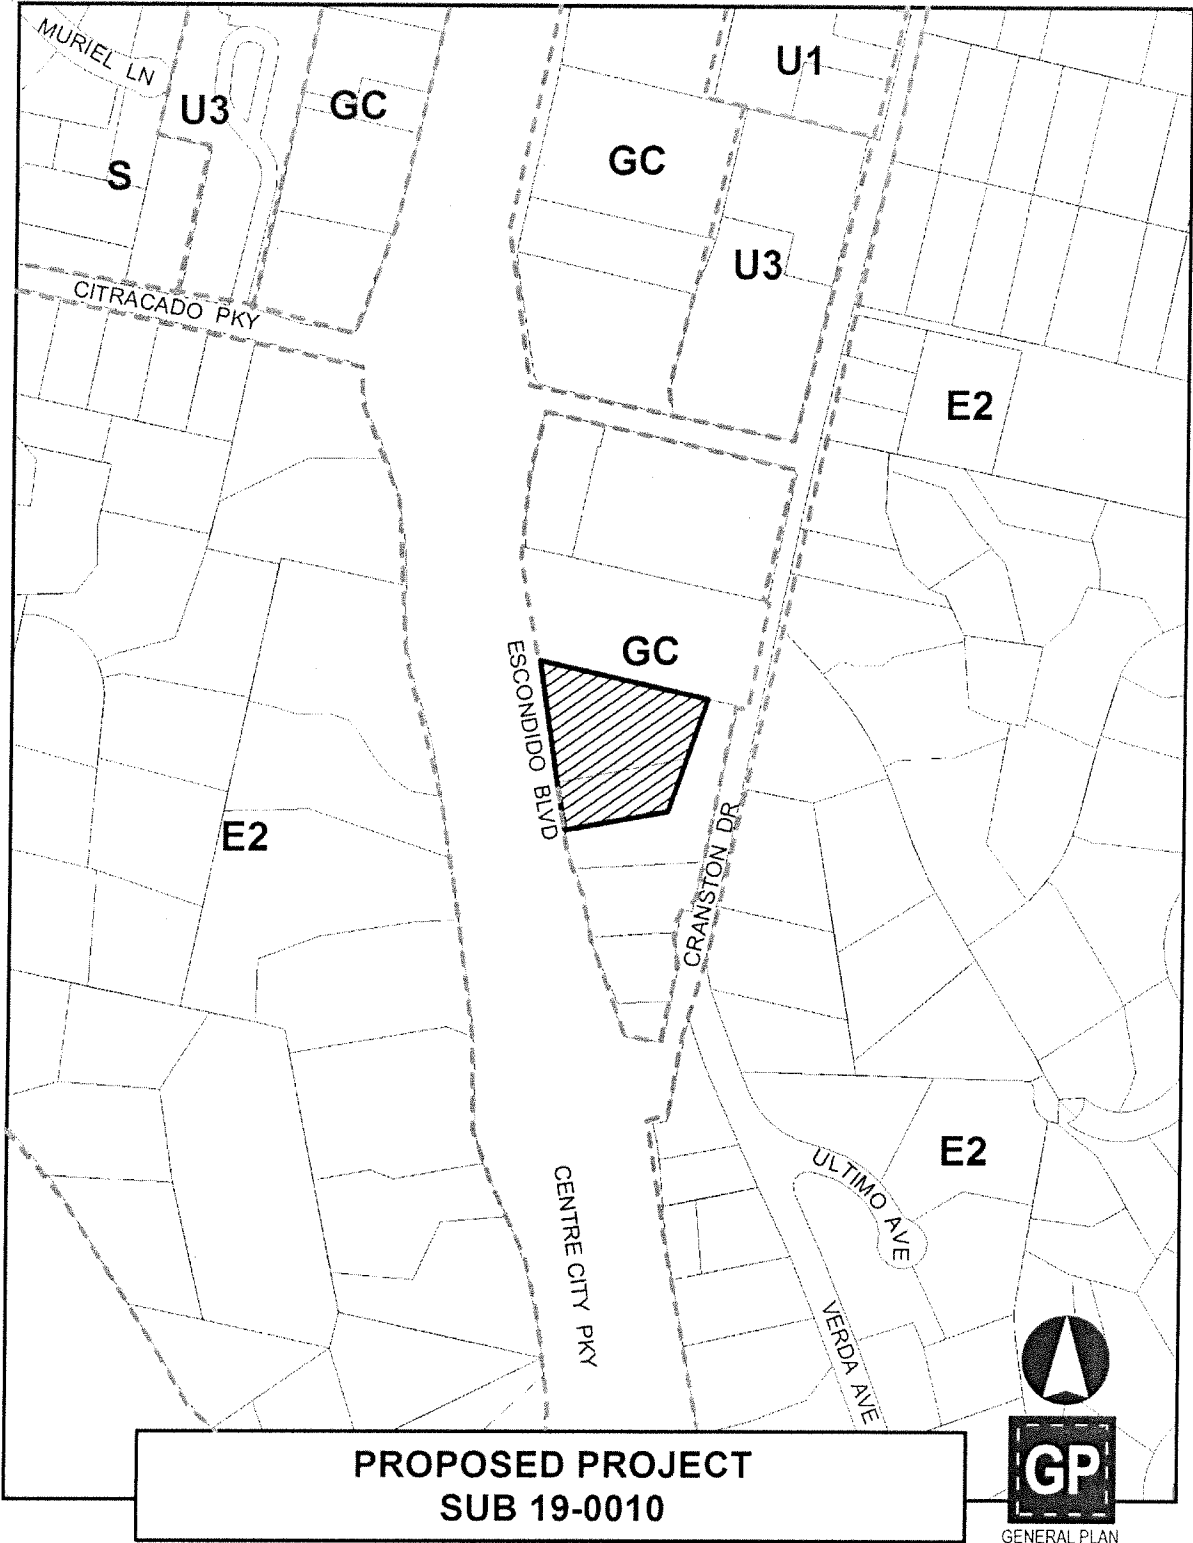 MURIEL LN
U3
GC
U1
S
GC
U3
CITRACADO PKY
E2
GC
ESCONDIDO BLVD
CRANSTON DR
E2
E2
ULTIMO AVE
CENTRE CITY PKY
VERDA AVE
PROPOSED PROJECT
SUB 19-0010
GP
GENERAL PLAN